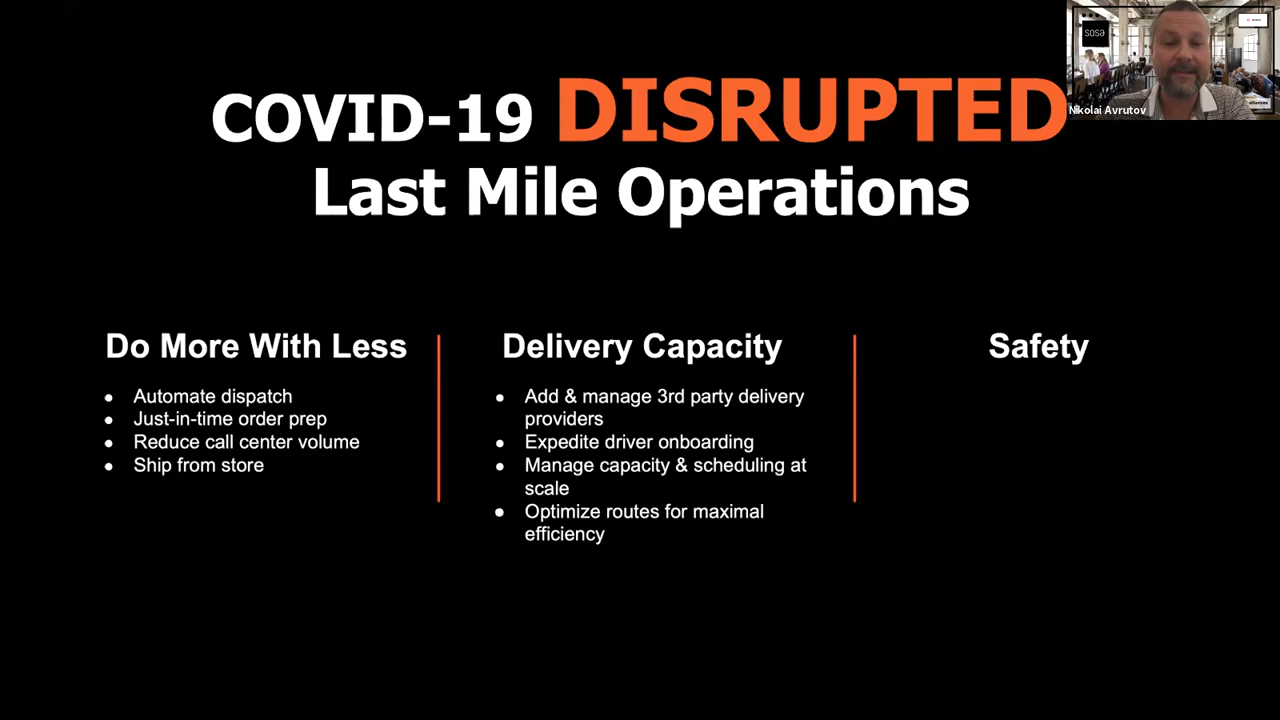 COVID-19 DISRUPTED
Last Mile Operations
sosa
Nikolai Avrutov
Do More With Less
● Automate dispatch
● Just-in-time order prep
● Reduce call center volume
● Ship from store
Delivery Capacity
● Add & manage 3rd party delivery
providers
● Expedite driver onboarding
● Manage capacity & scheduling at
scale
● Optimize routes for maximal
efficiency
Safety